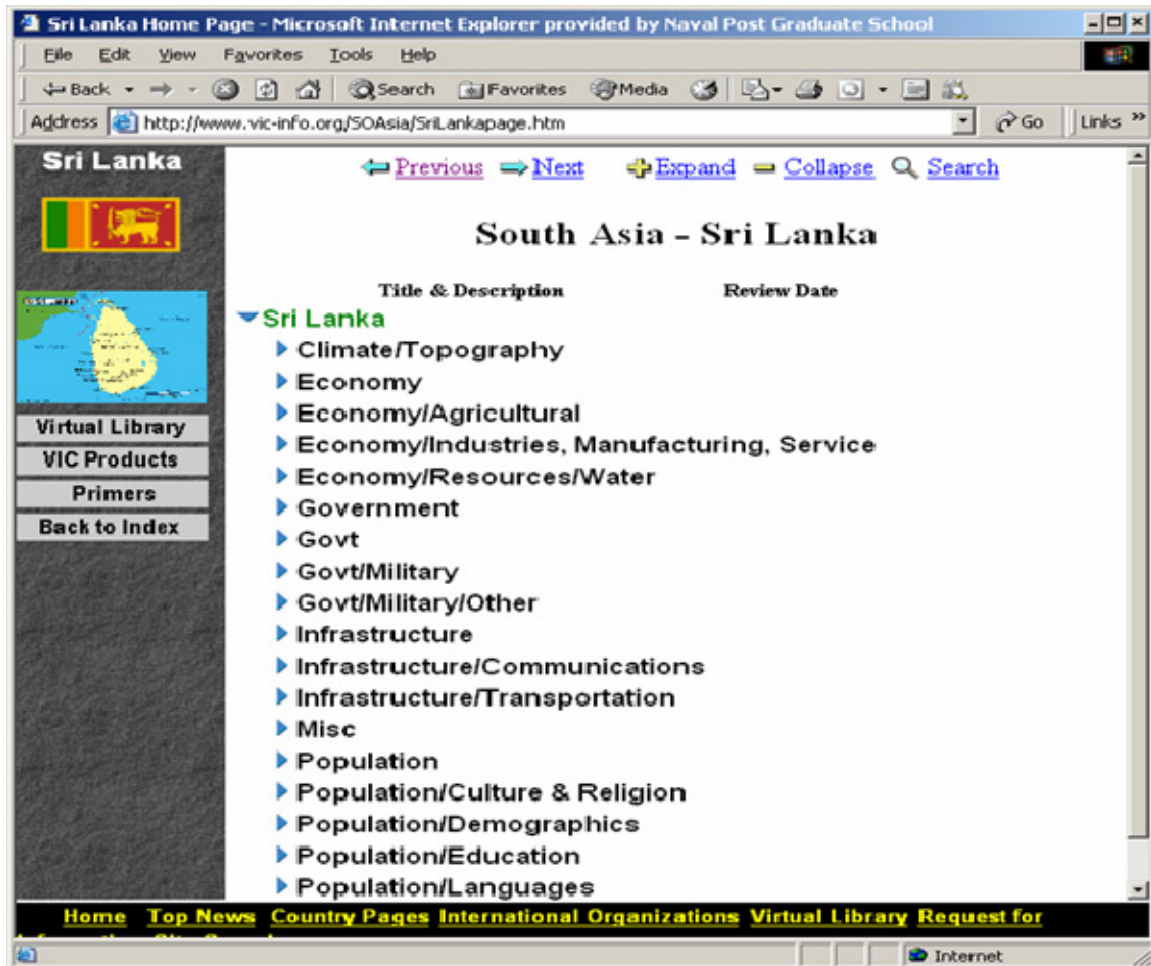 Sri Lanka Home Page - Microsoft Internet Explorer provided by Naval Post Graduate School
File Edit View Favorites Tools Help
Back Search Favorites Media
Address http://www.vic-info.org/SOAsia/SriLankapage.htm Go Links »
Sri Lanka
Previous Next Expand Collapse Search
South Asia - Sri Lanka
Title & Description Review Date
Sri Lanka
Climate/Topography
Economy
Economy/Agricultural
Economy/Industries, Manufacturing, Service
Economy/Resources/Water
Government
Govt
Govt/Military
Govt/Military/Other
Infrastructure
Infrastructure/Communications
Infrastructure/Transportation
Misc
Population
Population/Culture & Religion
Population/Demographics
Population/Education
Population/Languages
Virtual Library
VIC Products
Primers
Back to Index
Home Top News Country Pages International Organizations Virtual Library Request for
Internet